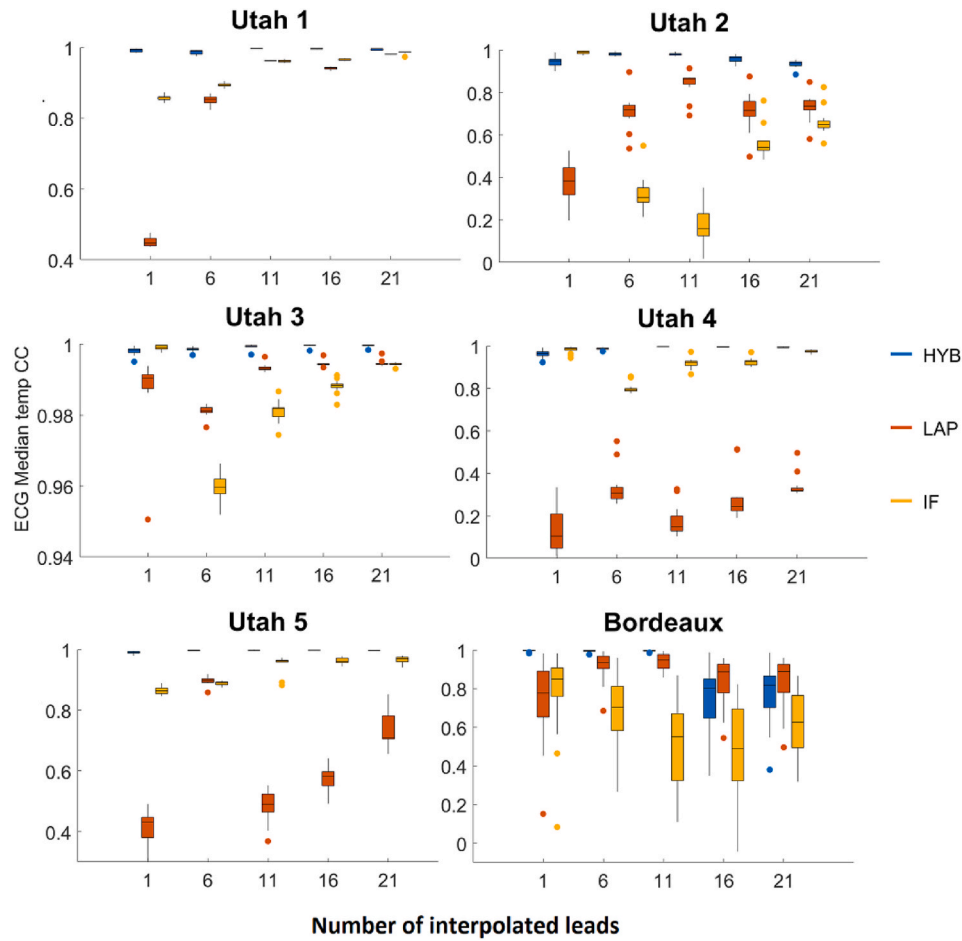 Utah 1
1
0.8
0.6
0.4
1 6 11 16 21
Utah 2
1
0.8
0.6
0.4
0.2
0
1 6 11 16 21
ECG Median temp CC
Utah 3
1
0.98
0.96
0.94
1 6 11 16 21
Utah 4
1
0.8
0.6
0.4
0.2
0
1 6 11 16 21
HYB
LAP
IF
Utah 5
1
0.8
0.6
0.4
1 6 11 16 21
Bordeaux
1
0.8
0.6
0.4
0.2
0
1 6 11 16 21
Number of interpolated leads